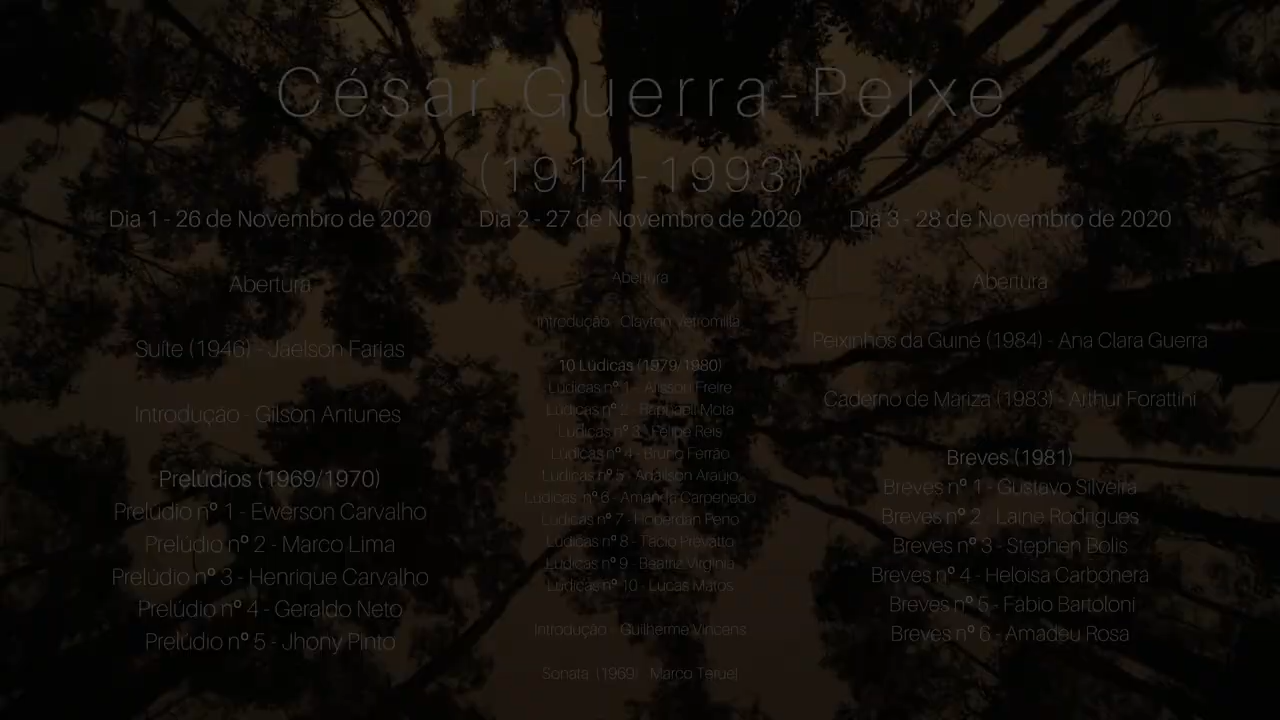 César Guerra-Peixe
(1914-1993)
Dia 1 - 26 de Novembro de 2020
Abertura
Suíte (1946) - Jaelson Farias
Introdução - Gilson Antunes
Prelúdios (1969/1970)
Prelúdio nº 1 - Ewerson Carvalho
Prelúdio nº 2 - Marco Lima
Prelúdio nº 3 - Henrique Carvalho
Prelúdio nº 4 - Geraldo Neto
Prelúdio nº 5 - Jhony Pinto
Dia 2 - 27 de Novembro de 2020
Abertura
Introdução - Clayton Vetromilla
10 Lúdicas (1979/1980)
Lúdicas nº 1 - Alisson Freire
Lúdicas nº 2 - Raphaell Mota
Lúdicas nº 3 - Felipe Reis
Lúdicas nº 4 - Bruno Ferrão
Lúdicas nº 5 - Adailson Araújo
Lúdicas nº 6 - Amanda Carpenedo
Lúdicas nº 7 - Peno
Lúdicas nº 8 - Tacio
Lúdicas nº 9 - Beatriz Virgínia
Lúdicas nº 10 - Lucas Matos
Introdução - Guilherme Vincens
Sonata (1969) - Marco Teruel
Dia 3 - 28 de Novembro de 2020
Abertura
Peixinhos da Guiné (1984) - Ana Clara Guerra
Caderno de Mariza (1983) - Arthur Forattini
Breves (1981)
Breves nº 1 - Gustavo Silveira
Breves nº 2 - Laine Rodrigues
Breves nº 3 - Stephen Bolis
Breves nº 4 - Heloisa Carbonera
Breves nº 5 - Fábio Bartoloni
Breves nº 6 - Amadeu Rosa